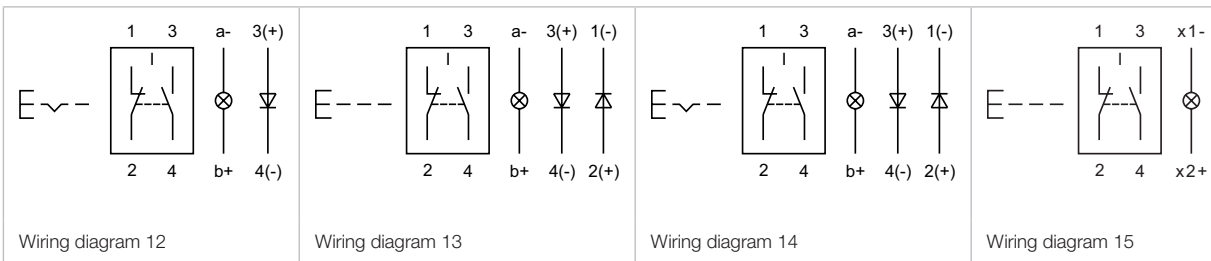 1 3 a- 3(+)
2 4 b+ 4(-)
Wiring diagram 12
1 3 a- 3(+) 1(-)
2 4 b+ 4(-) 2(+)
Wiring diagram 13
1 3 a- 3(+) 1(-)
2 4 b+ 4(-) 2(+)
Wiring diagram 14
1 3 x1-
2 4 x2+
Wiring diagram 15